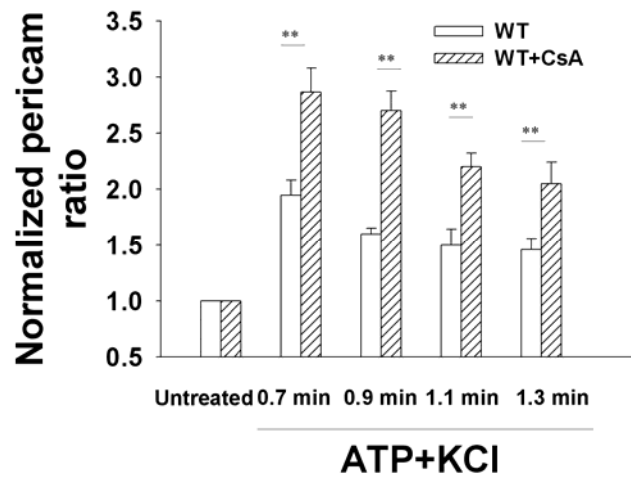 Normalized pericam
ratio
3.5
3.0
2.5
2.0
1.5
1.0
0.5
WT
WT+CsA
**
**
**
**
Untreated 0.7 min 0.9 min 1.1 min 1.3 min
ATP+KCl